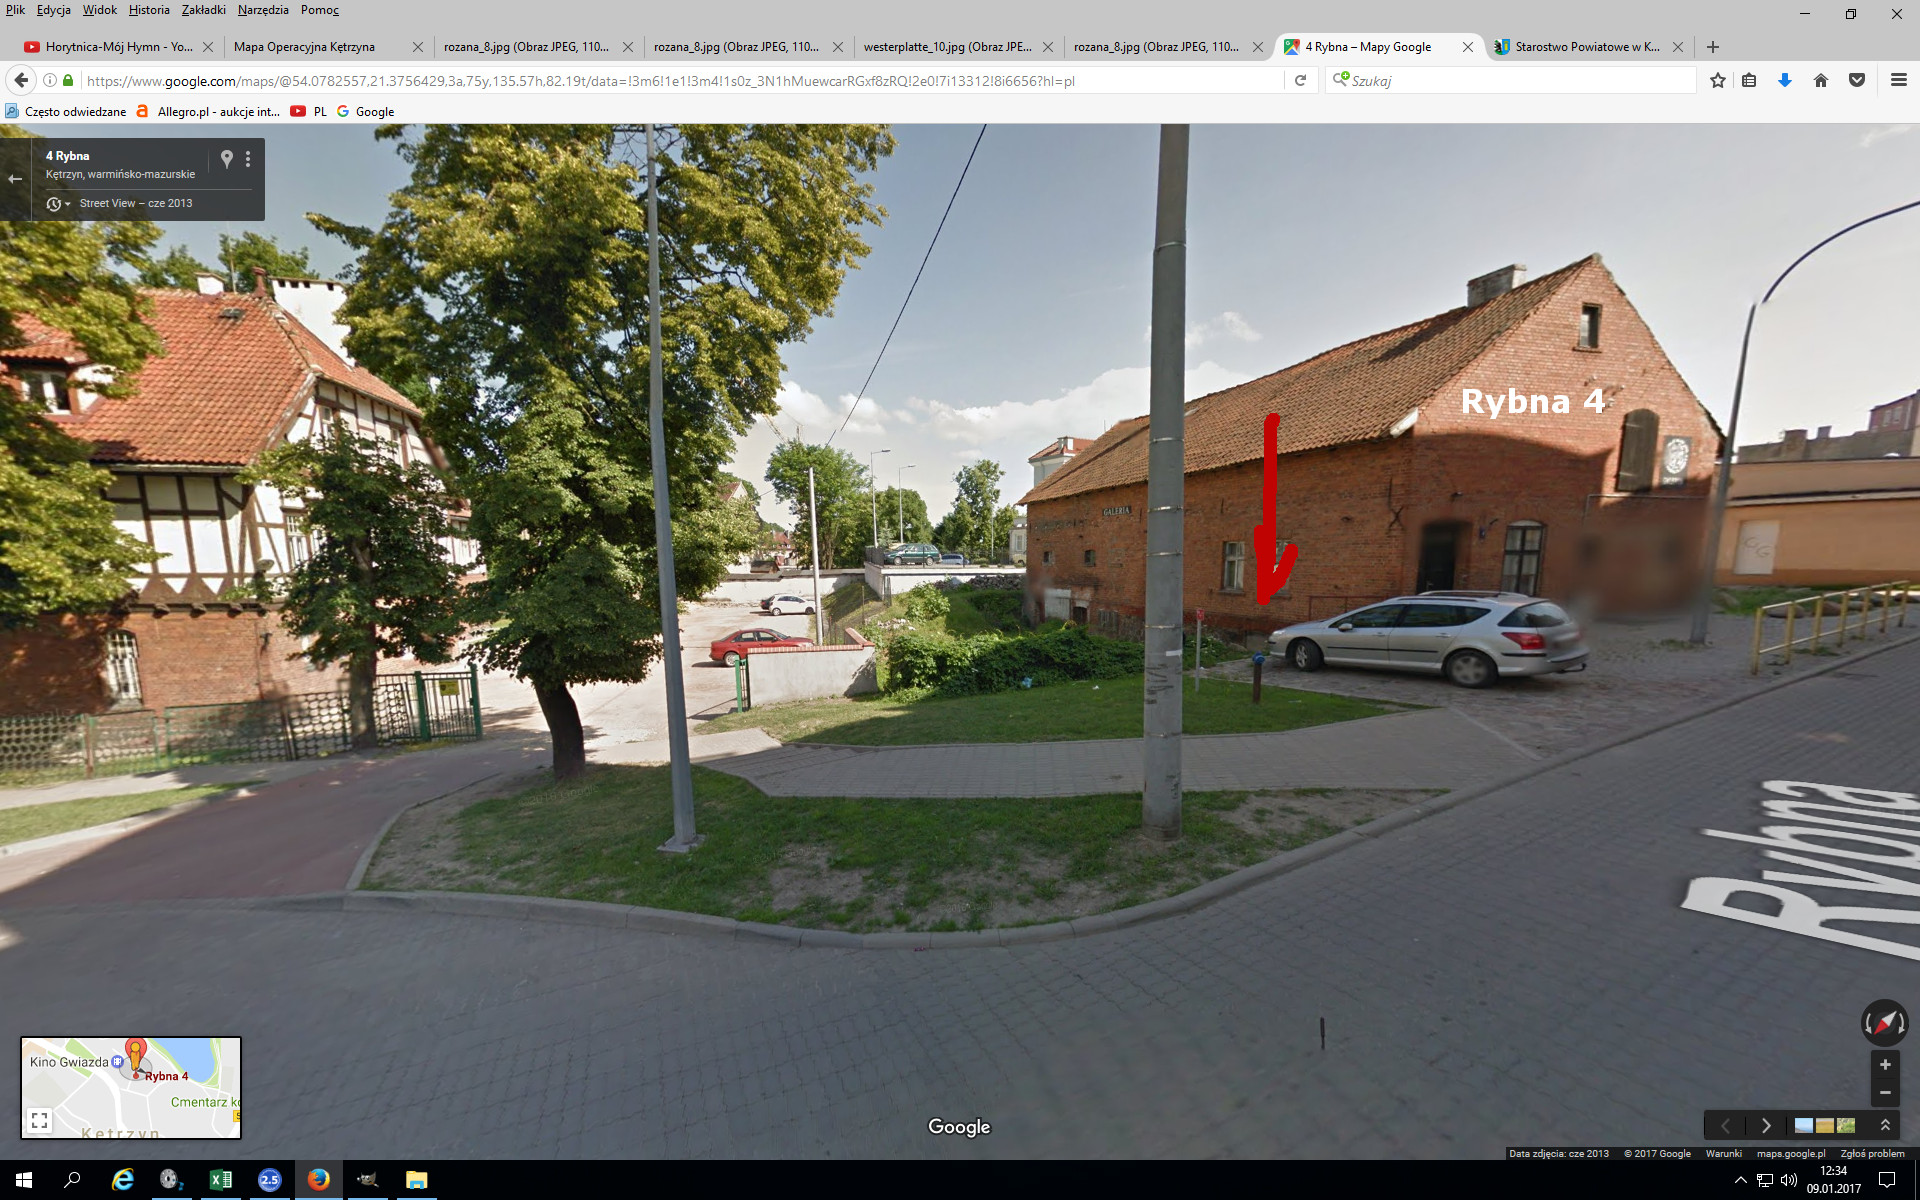 Plik Edycja Widok Historia Zakładki Narzędzia Pomoc
Horytnica-Mój Hymn - Yo...
Mapa Operacyjna Kętrzyna
rozana_8.jpg (Obraz JPEG, 110...
rozana_8.jpg (Obraz JPEG, 110...
westerplatte_10.jpg (Obraz JPE...
rozana_8.jpg (Obraz JPEG, 110...
4 Rybna – Mapy Google
Starostwo Powiatowe w K...
https://www.google.com/maps/@54.0782557,21.3756429,3a,75y,135.57h,82.19t/data=!3m6!1e1!3m4!1s0z_3N1hMuewcarRGxf8zRQ!2e0!7i13312!8i6656?hl=pl
Szukaj
Często odwiedzane
Allegro.pl - aukcje int...
PL
Google
4 Rybna
Kętrzyn, warmińsko-mazurskie
Street View – cze 2013
Rybna 4
GALERIA
Rybna
Kino Gwiazda
Rybna 4
Cmentarz ko
Kętrzyn
Google
Data zdjęcia: cze 2013 © 2017 Google Warunki maps.google.pl Zgłoś problem
2.5
12:34
09.01.2017